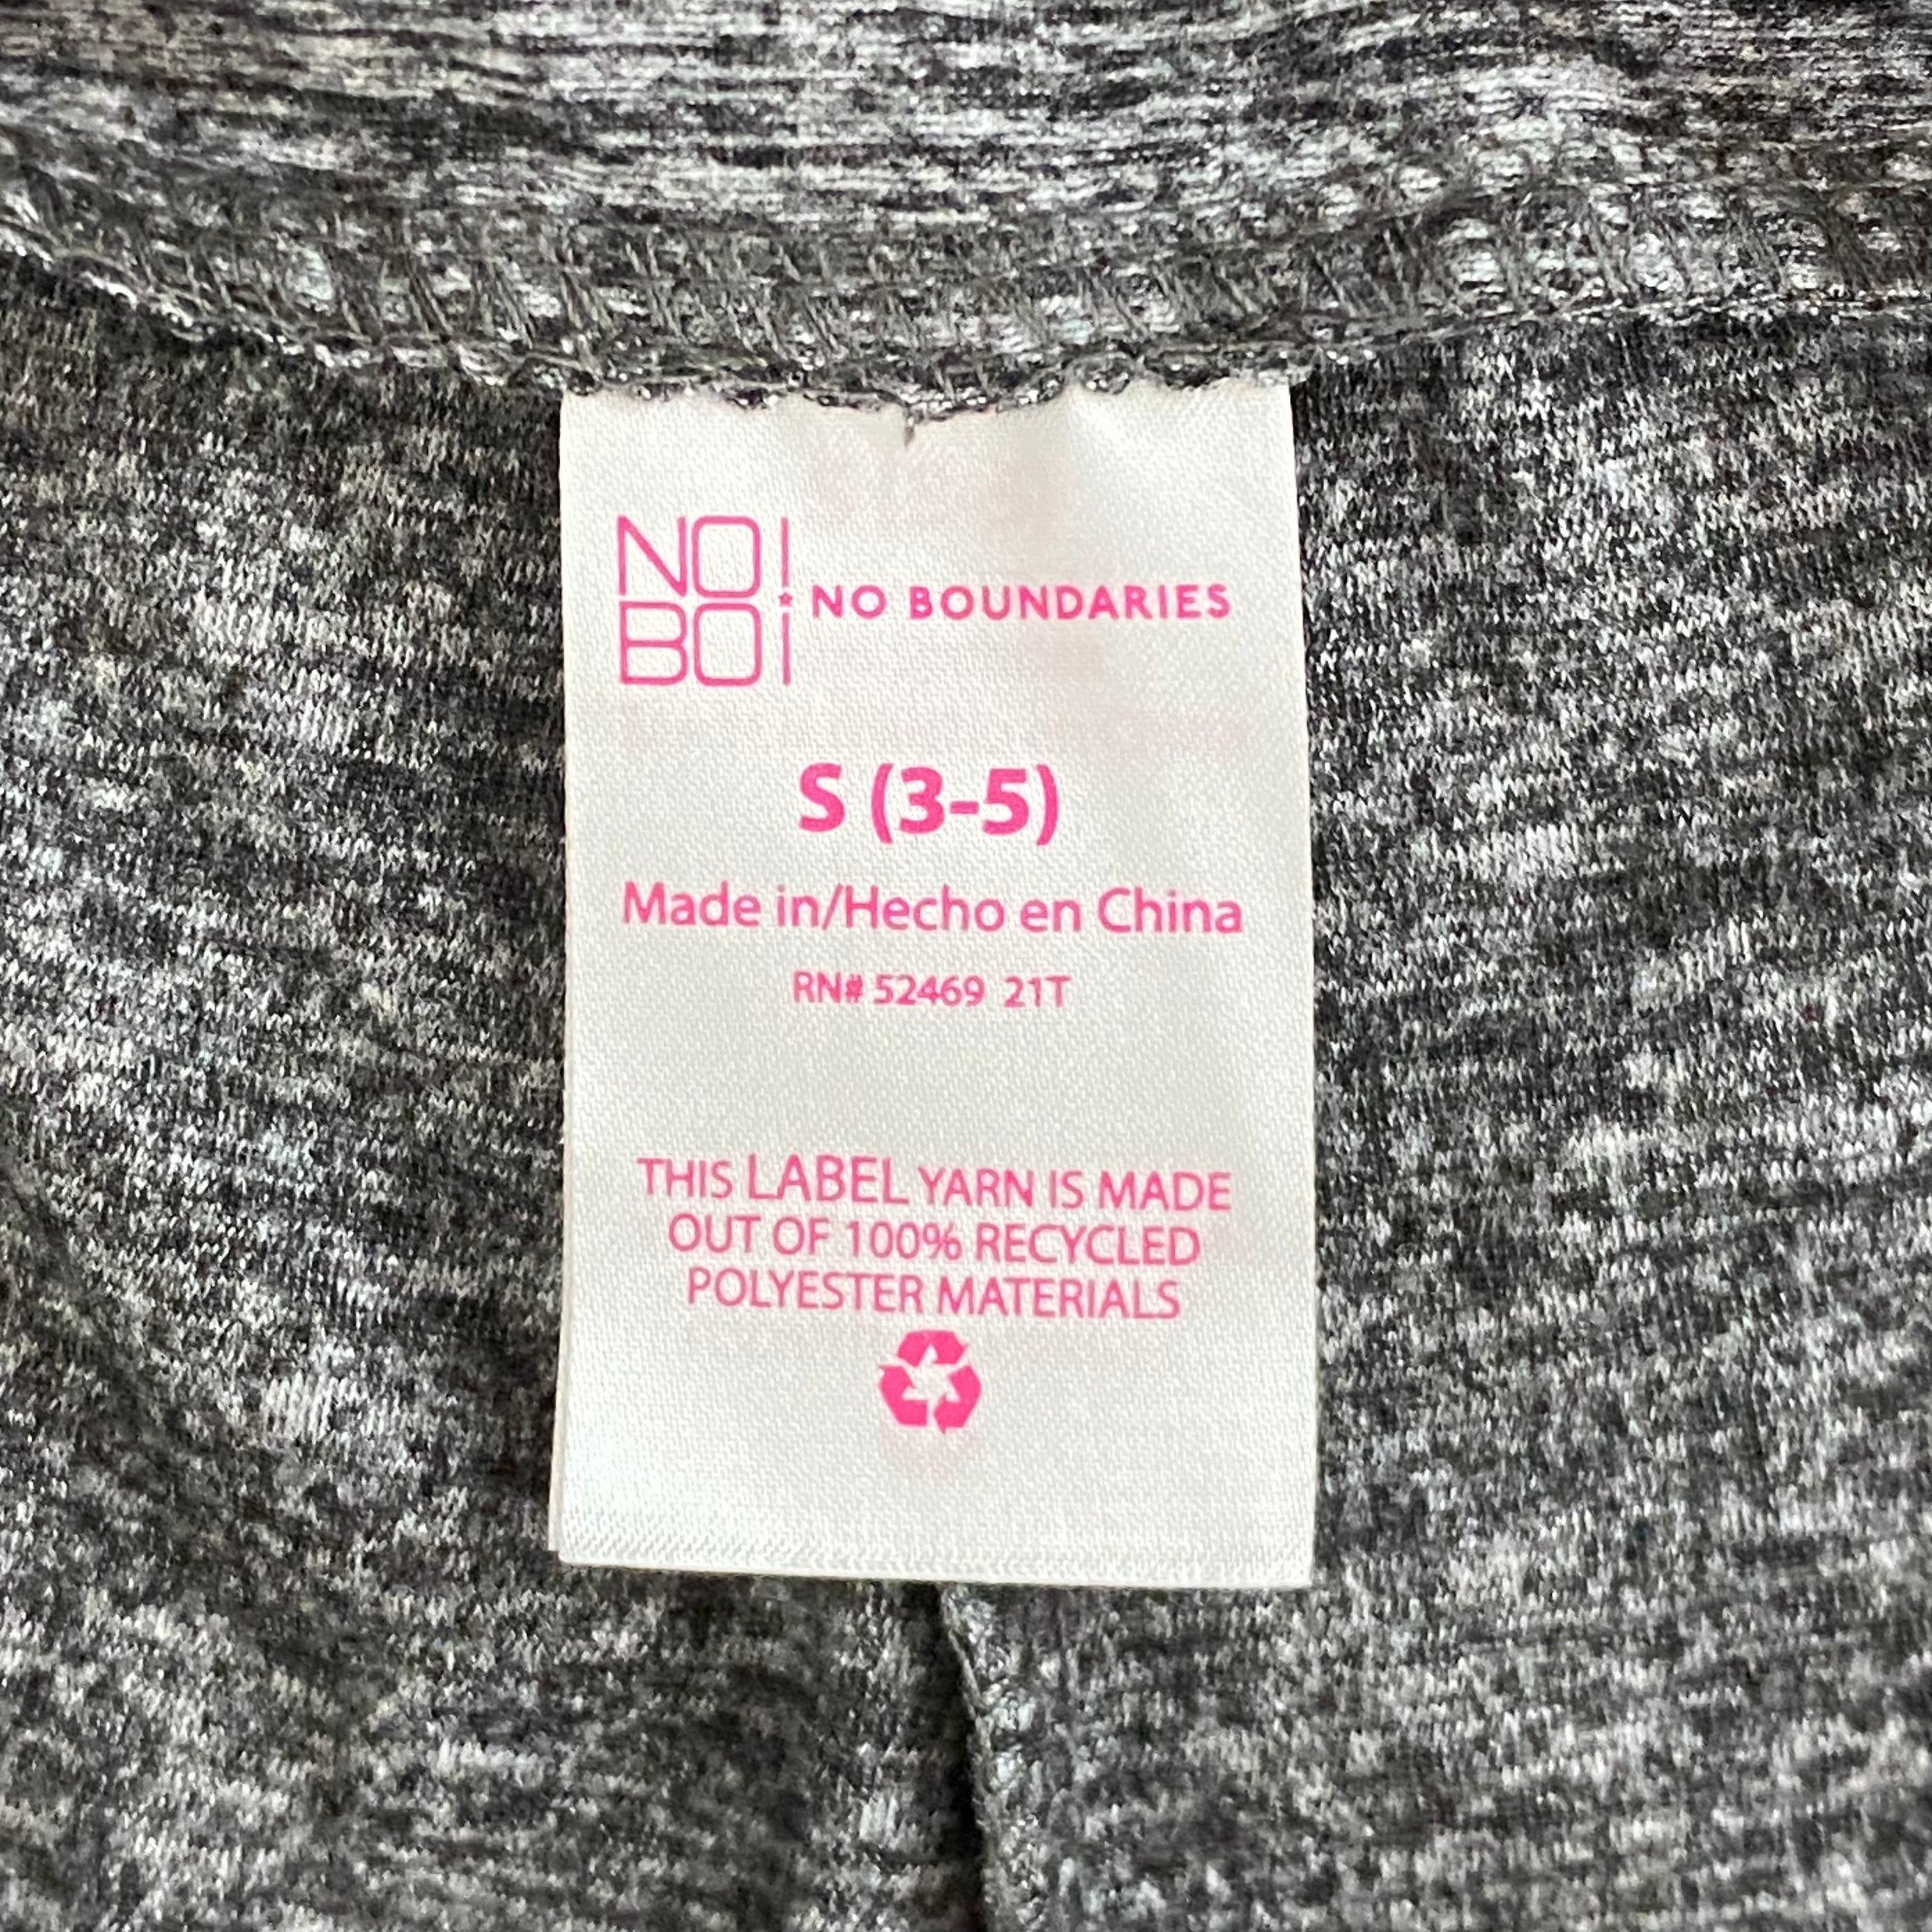 NO
BO
NO BOUNDARIES
S (3-5)
Made in/Hecho en China
RN# 52469 21T
THIS LABEL YARN IS MADE
OUT OF 100% RECYCLED
POLYESTER MATERIALS